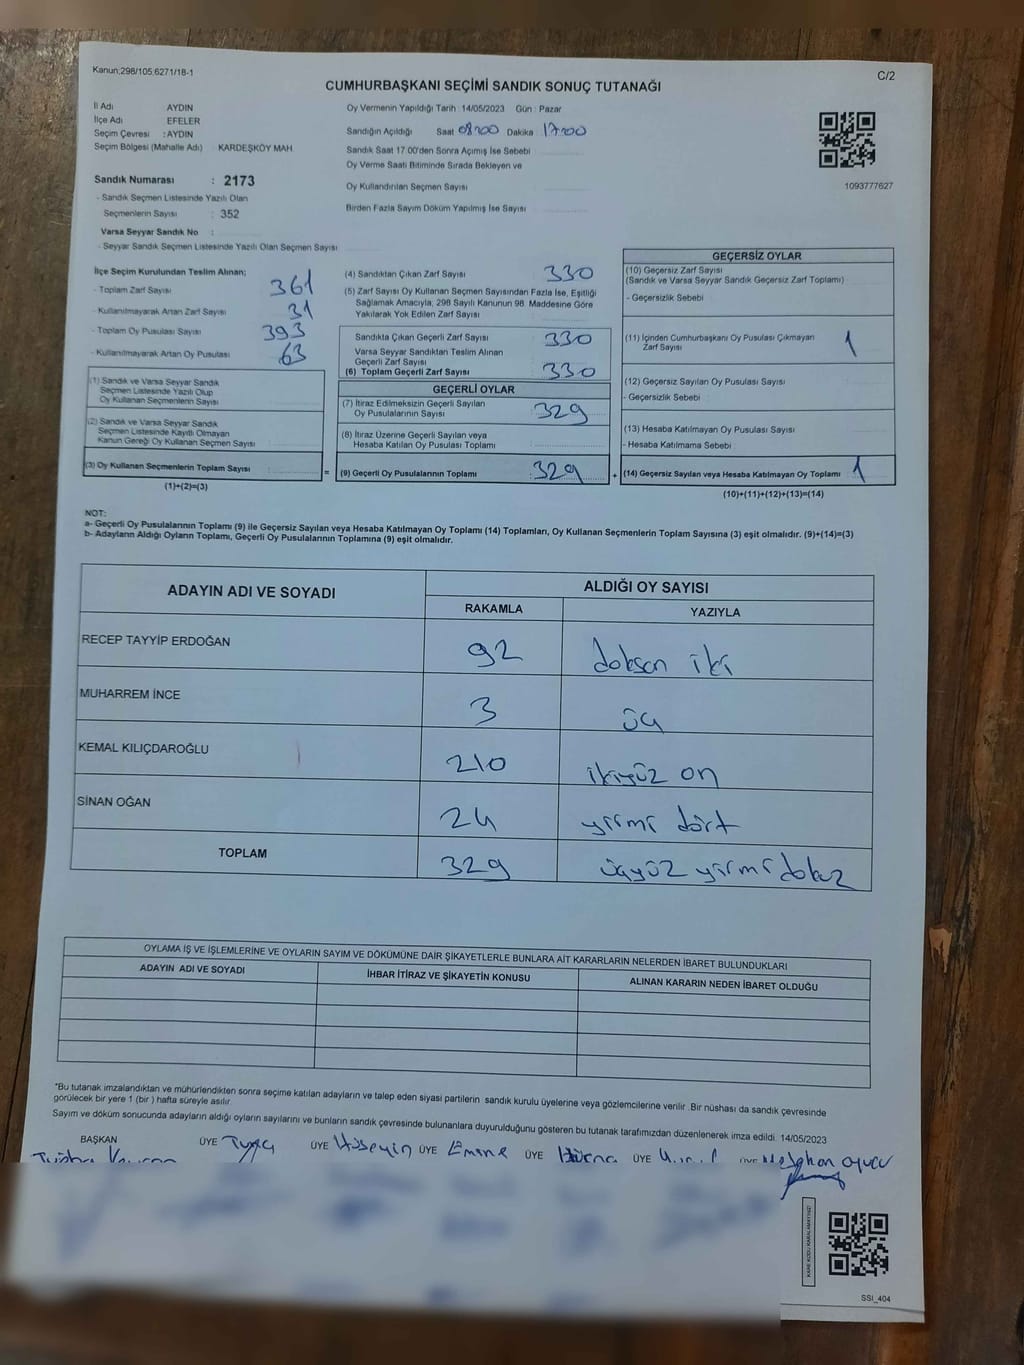 Kanun;298/105,6271/18-1
C/2
CUMHURBAŞKANI SEÇİMİ SANDIK SONUÇ TUTANAĞI
İl Adı AYDIN
İlçe Adı EFELER
Seçim Çevresi : AYDIN
Seçim Bölgesi (Mahalle Adı) KARDEŞKÖY MAH
Sandık Numarası : 2173
- Sandık Seçmen Listesinde Yazılı Olan
Seçmenlerin Sayısı : 352
Varsa Seyyar Sandık No :
- Seyyar Sandık Seçmen Listesinde Yazılı Olan Seçmen Sayısı
Oy Vermenin Yapıldığı Tarih : 14/05/2023 Gün : Pazar
Sandığın Açıldığı Saat 08:00 Dakika 17:00
Sandık Saat 17.00'den Sonra Açımış İse Sebebi
Oy Verme Saati Bitiminde Sırada Bekleyen ve
Oy Kullandırılan Seçmen Sayısı
Birden Fazla Sayım Döküm Yapılmış İse Sayısı
1093777627
İlçe Seçim Kurulundan Teslim Alınan;
- Toplam Zarf Sayısı 361
- Kullanılmayarak Artan Zarf Sayısı 31
- Toplam Oy Pusulası Sayısı 393
- Kullanılmayarak Artan Oy Pusulası 63
(1) Sandık ve Varsa Seyyar Sandık
Seçmen Listesinde Yazılı Olup
Oy Kullanan Seçmenlerin Sayısı
(2) Sandık ve Varsa Seyyar Sandık
Seçmen Listesinde Kayıtlı Olmayan
Kanun Gereği Oy Kullanan Seçmen Sayısı
(3) Oy Kullanan Seçmenlerin Toplam Sayısı
=
(1)+(2)=(3)
(4) Sandıktan Çıkan Zarf Sayısı 330
(5) Zarf Sayısı Oy Kullanan Seçmen Sayısından Fazla İse, Eşitliği
Sağlamak Amacıyla; 298 Sayılı Kanunun 98. Maddesine Göre
Yakılarak Yok Edilen Zarf Sayısı
Sandıkta Çıkan Geçerli Zarf Sayısı 330
Varsa Seyyar Sandıktan Teslim Alınan
Geçerli Zarf Sayısı
(6) Toplam Geçerli Zarf Sayısı 330
GEÇERLİ OYLAR
(7) İtiraz Edilmeksizin Geçerli Sayılan
Oy Pusulalarının Sayısı 329
(8) İtiraz Üzerine Geçerli Sayılan veya
Hesaba Katılan Oy Pusulası Toplamı
(9) Geçerli Oy Pusulalarının Toplamı : 329
+
GEÇERSİZ OYLAR
(10) Geçersiz Zarf Sayısı
(Sandık ve Varsa Seyyar Sandık Geçersiz Zarf Toplamı)
- Geçersizlik Sebebi
(11) İçinden Cumhurbaşkanı Oy Pusulası Çıkmayan
Zarf Sayısı 1
(12) Geçersiz Sayılan Oy Pusulası Sayısı
- Geçersizlik Sebebi :
(13) Hesaba Katılmayan Oy Pusulası Sayısı
- Hesaba Katılmama Sebebi
(14) Geçersiz Sayılan veya Hesaba Katılmayan Oy Toplamı 1
(10)+(11)+(12)+(13)=(14)
NOT:
a- Geçerli Oy Pusulalarının Toplamı (9) ile Geçersiz Sayılan veya Hesaba Katılmayan Oy Toplamı (14) Toplamları, Oy Kullanan Seçmenlerin Toplam Sayısına (3) eşit olmalıdır. (9)+(14)=(3)
b- Adayların Aldığı Oyların Toplamı, Geçerli Oy Pusulalarının Toplamına (9) eşit olmalıdır.
ADAYIN ADI VE SOYADI ALDIĞI OY SAYISI
RAKAMLA YAZIYLA
RECEP TAYYİP ERDOĞAN 92 doksan iki
MUHARREM İNCE 3 üç
KEMAL KILIÇDAROĞLU 210 ikiyüz on
SİNAN OĞAN 24 yirmi dört
TOPLAM 329 üçyüz yirmi dokuz
OYLAMA İŞ VE İŞLEMLERİNE VE OYLARIN SAYIM VE DÖKÜMÜNE DAİR ŞİKAYETLERLE BUNLARA AİT KARARLARIN NELERDEN İBARET BULUNDUKLARI
ADAYIN ADI VE SOYADI İHBAR İTİRAZ VE ŞİKAYETİN KONUSU ALINAN KARARIN NEDEN İBARET OLDUĞU
*Bu tutanak imzalandıktan ve mühürlendikten sonra seçime katılan adayların ve talep eden siyasi partilerin sandık kurulu üyelerine veya gözlemcilerine verilir .Bir nüshası da sandık çevresinde
görülecek bir yere 1 (bir ) hafta süreyle asılır.
Sayım ve döküm sonucunda adayların aldığı oyların sayılarını ve bunların sandık çevresinde bulunanlara duyurulduğunu gösteren bu tutanak tarafımızdan düzenlenerek imza edildi. 14/05/2023
BAŞKAN ÜYE ÜYE Hüseyin ÜYE Emine ÜYE ÜYE ÜYE
KARE KODU KARALAMAYINIZ!
SSI_404